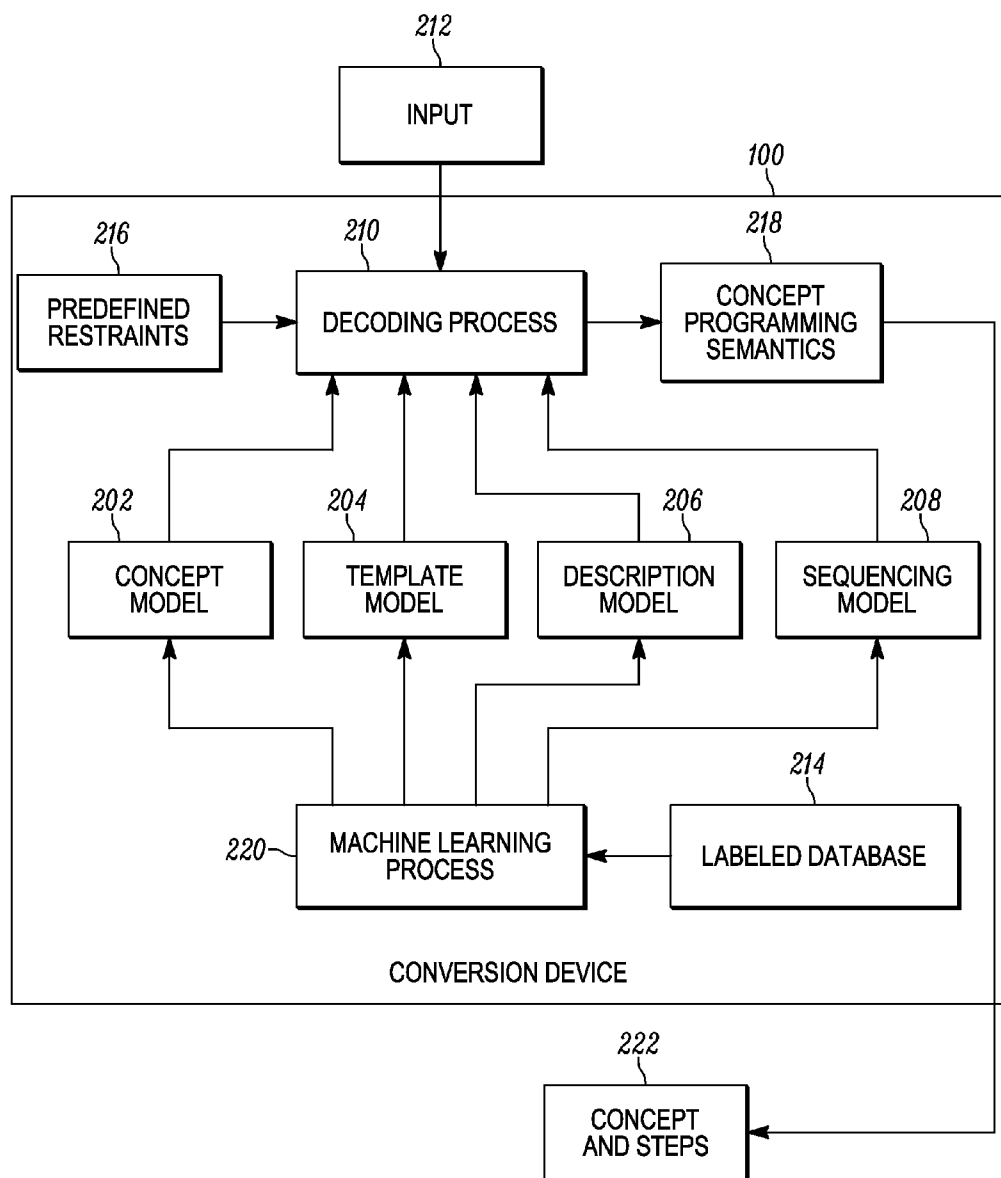 212
INPUT
100
216
210
218
PREDEFINED
RESTRAINTS
DECODING PROCESS
CONCEPT
PROGRAMMING
SEMANTICS
202
204
206
208
CONCEPT
MODEL
TEMPLATE
MODEL
DESCRIPTION
MODEL
SEQUENCING
MODEL
214
220
MACHINE LEARNING
PROCESS
LABELED DATABASE
CONVERSION DEVICE
222
CONCEPT
AND STEPS